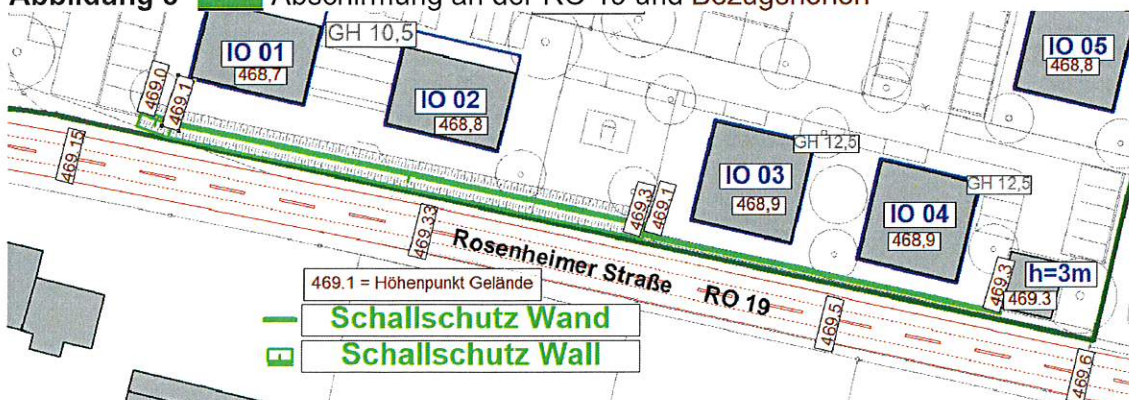 Abschirmung an der RO 19 und Bezugshöhen
GH 10,5
IO 01
468,7
IO 02
468,8
IO 05
468,8
469.0
469.1
469.15
GH 12,5
IO 03
468,9
GH 12,5
IO 04
468,9
469.3
469.1
469.33
Rosenheimer Straße RO 19
469.3
h=3m
469.3
469.1 = Höhenpunkt Gelände
Schallschutz Wand
Schallschutz Wall
469.5
469.6